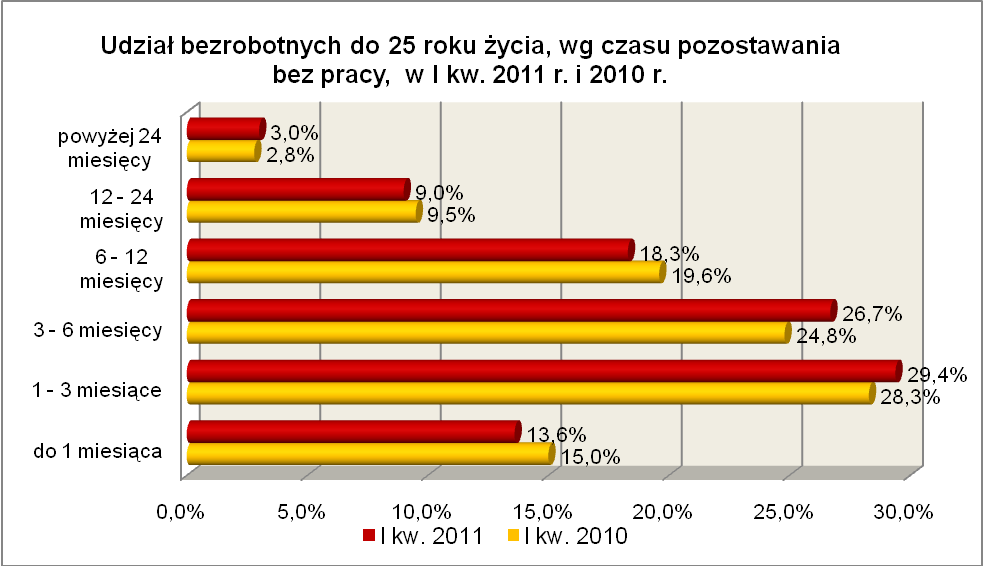 Udział bezrobotnych do 25 roku życia, wg czasu pozostawania
bez pracy, w I kw. 2011 r. i 2010 r.
powyżej 24
miesięcy
3,0%
2,8%
12 - 24
miesięcy
9,0%
9,5%
6 - 12
miesięcy
18,3%
19,6%
3 - 6 miesięcy
26,7%
24,8%
1 - 3 miesiące
29,4%
28,3%
do 1 miesiąca
13,6%
15,0%
0,0% 5,0% 10,0% 15,0% 20,0% 25,0% 30,0%
I kw. 2011 I kw. 2010